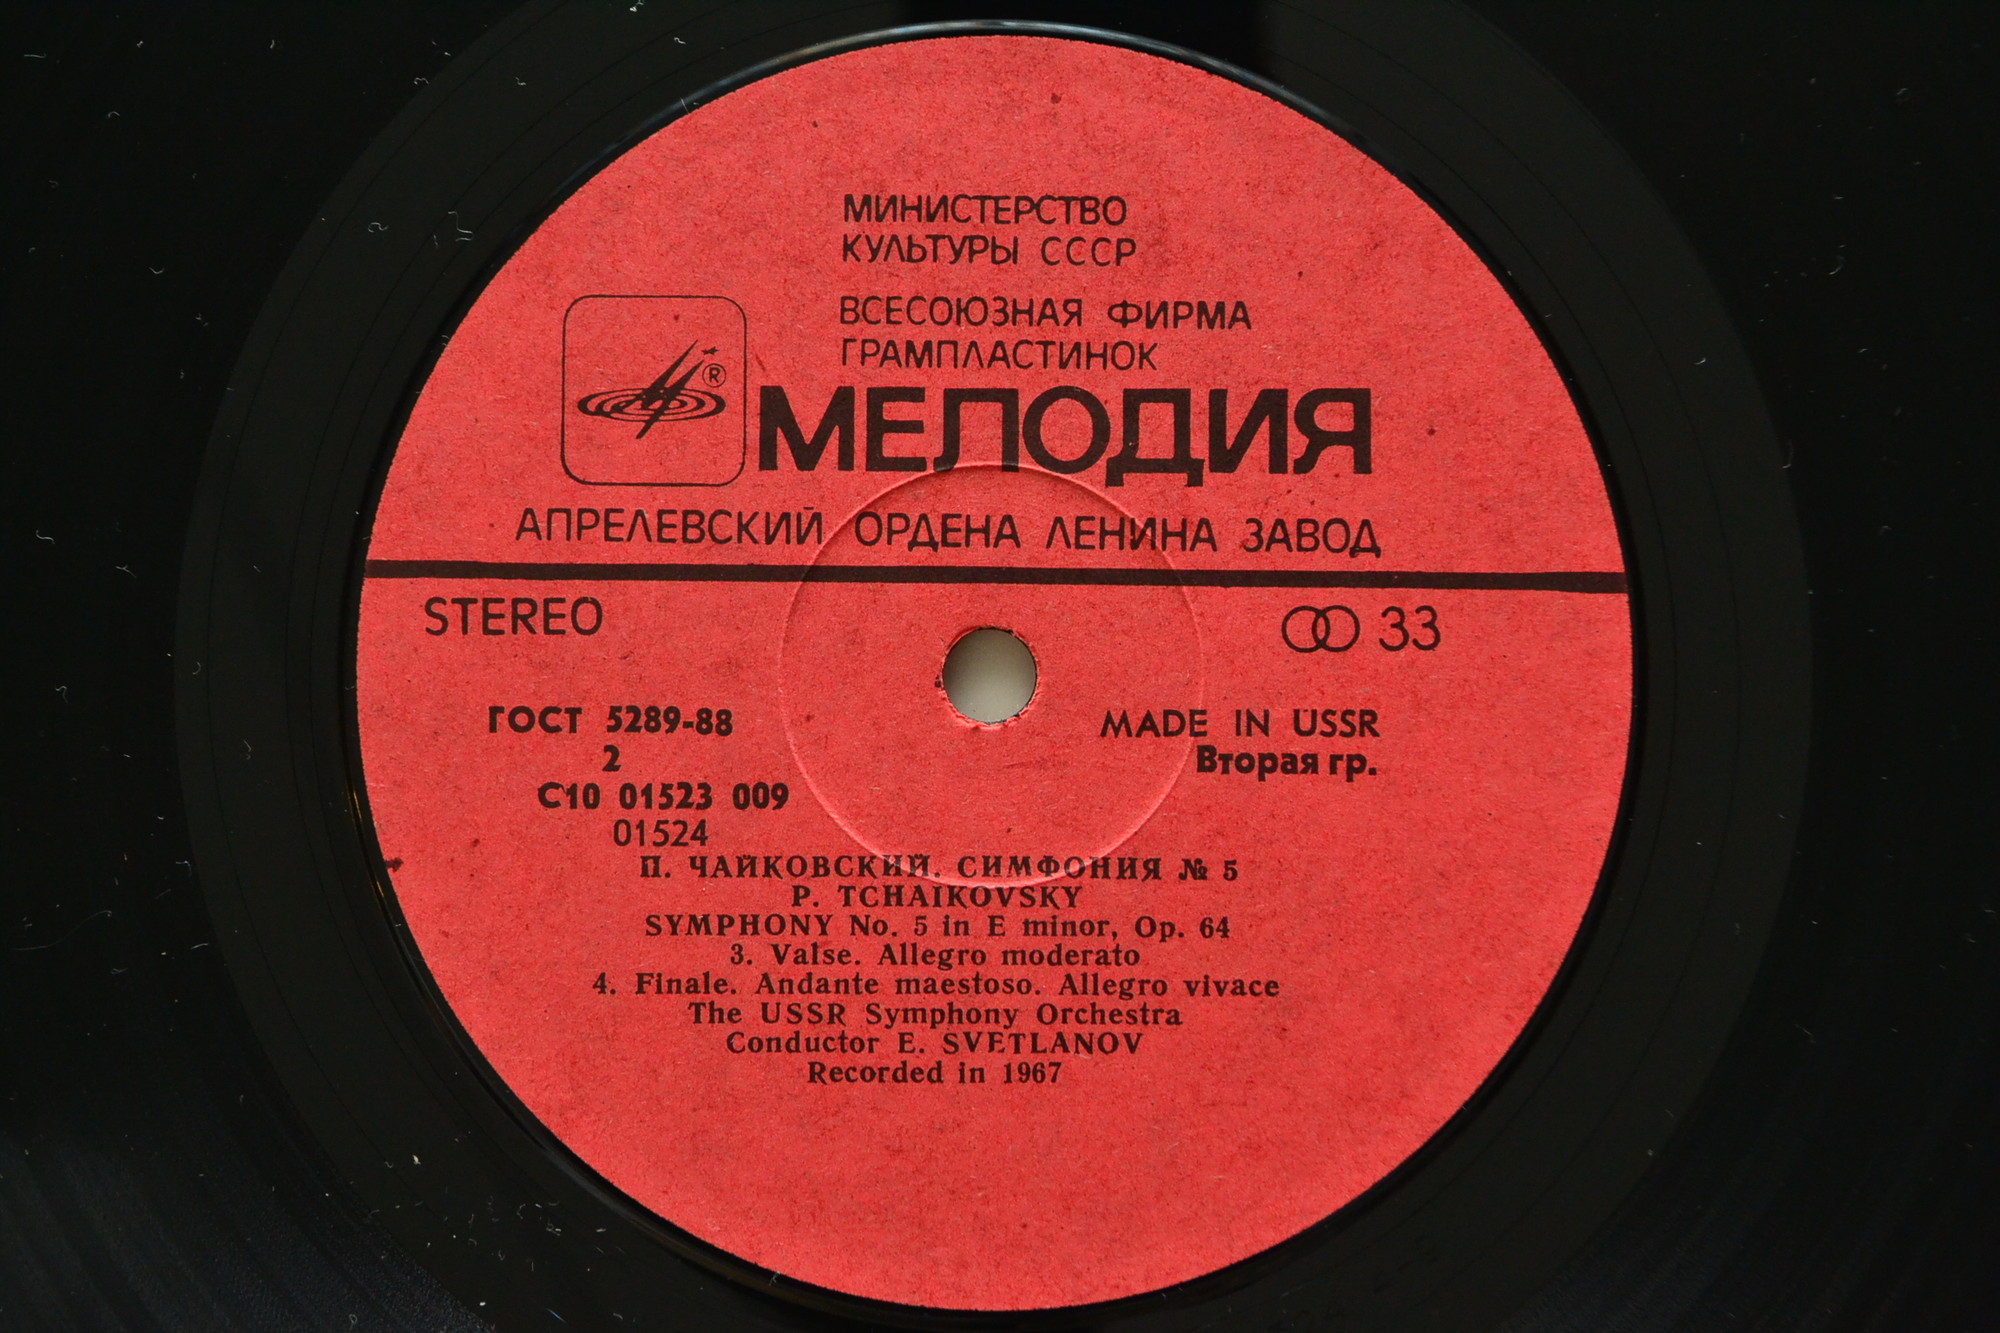 МИНИСТЕРСТВО
КУЛЬТУРЫ СССР
ВСЕСОЮЗНАЯ ФИРМА
ГРАМПЛАСТИНОК
®
МЕЛОДИЯ
АПРЕЛЕВСКИЙ ОРДЕНА ЛЕНИНА ЗАВОД
STEREO
33
ГОСТ 5289-88
MADE IN USSR
2
Вторая гр.
С10 01523 009
01524
П. ЧАЙКОВСКИЙ. СИМФОНИЯ № 5
P. TCHAIKOVSKY
SYMPHONY No. 5 in E minor, Op. 64
3. Valse. Allegro moderato
4. Finale. Andante maestoso. Allegro vivace
The USSR Symphony Orchestra
Conductor E. SVETLANOV
Recorded in 1967